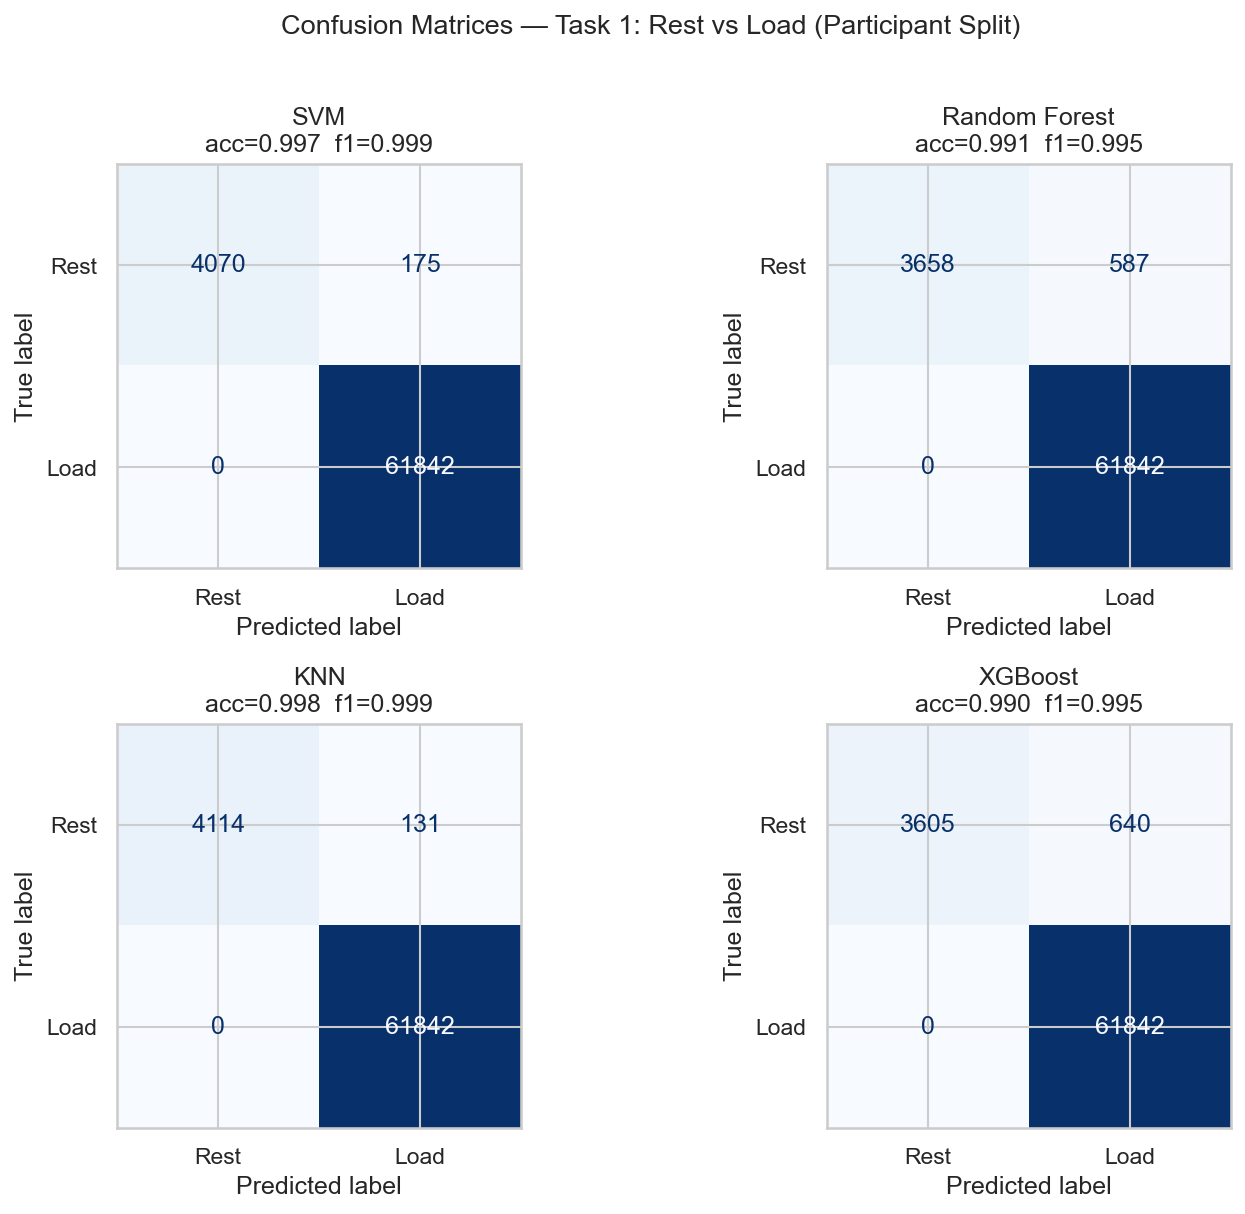 Confusion Matrices — Task 1: Rest vs Load (Participant Split)
SVM
acc=0.997  f1=0.999
True label
Rest
4070
175
Load
0
61842
Rest
Load
Predicted label
Random Forest
acc=0.991  f1=0.995
True label
Rest
3658
587
Load
0
61842
Rest
Load
Predicted label
KNN
acc=0.998  f1=0.999
True label
Rest
4114
131
Load
0
61842
Rest
Load
Predicted label
XGBoost
acc=0.990  f1=0.995
True label
Rest
3605
640
Load
0
61842
Rest
Load
Predicted label